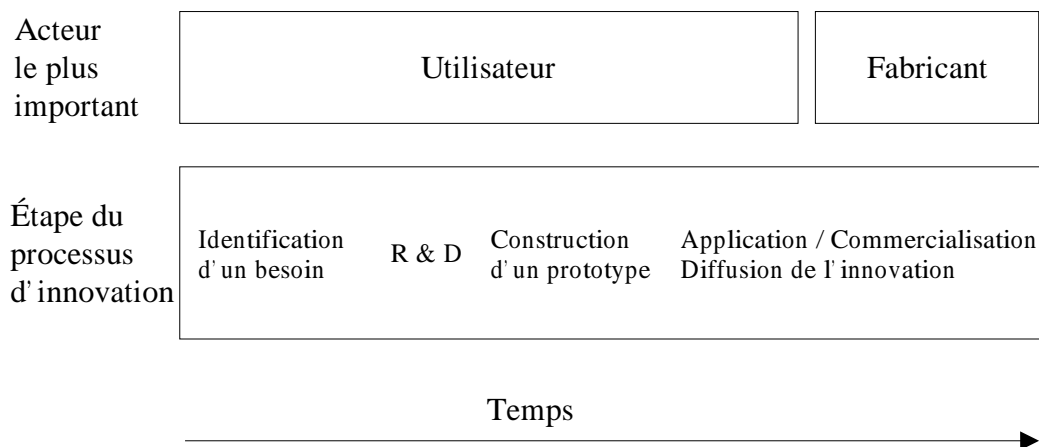 Acteur
le plus
important
Utilisateur
Fabricant
Étape du
processus
d'innovation
Identification
d'un besoin
R & D
Construction
d'un prototype
Application / Commercialisation
Diffusion de l'innovation
Temps